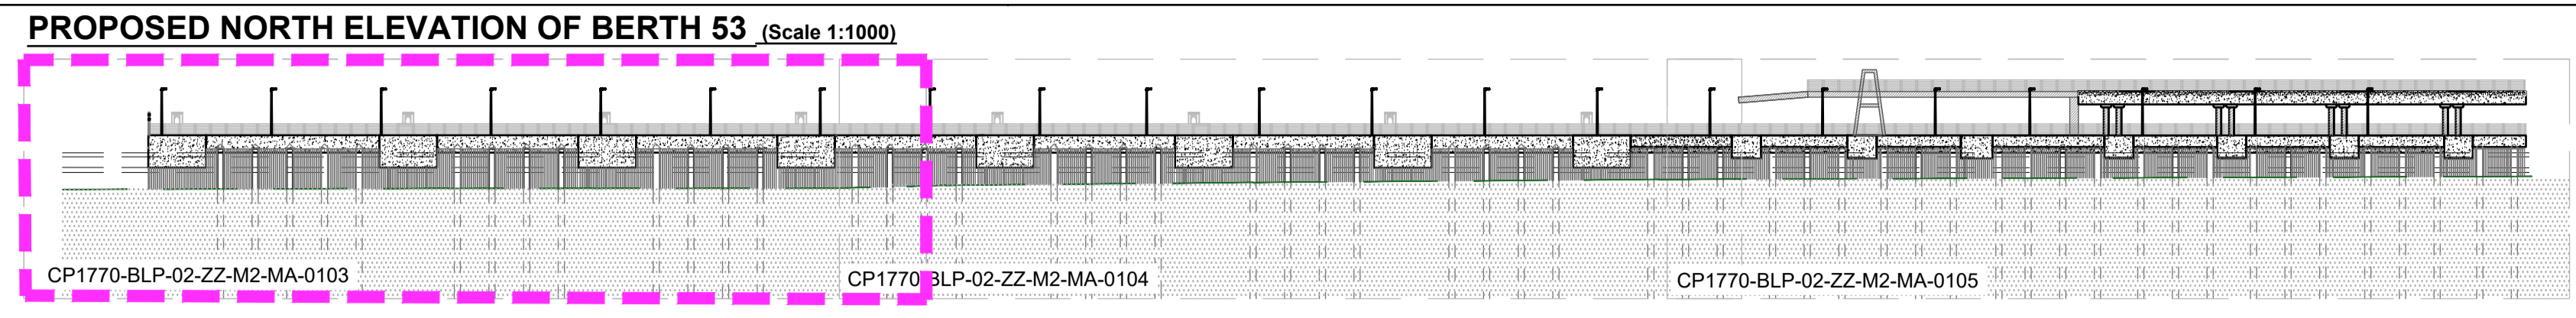 PROPOSED NORTH ELEVATION OF BERTH 53 (Scale 1:1000)
CP1770-BLP-02-ZZ-M2-MA-0103
CP1770-BLP-02-ZZ-M2-MA-0104
CP1770-BLP-02-ZZ-M2-MA-0105